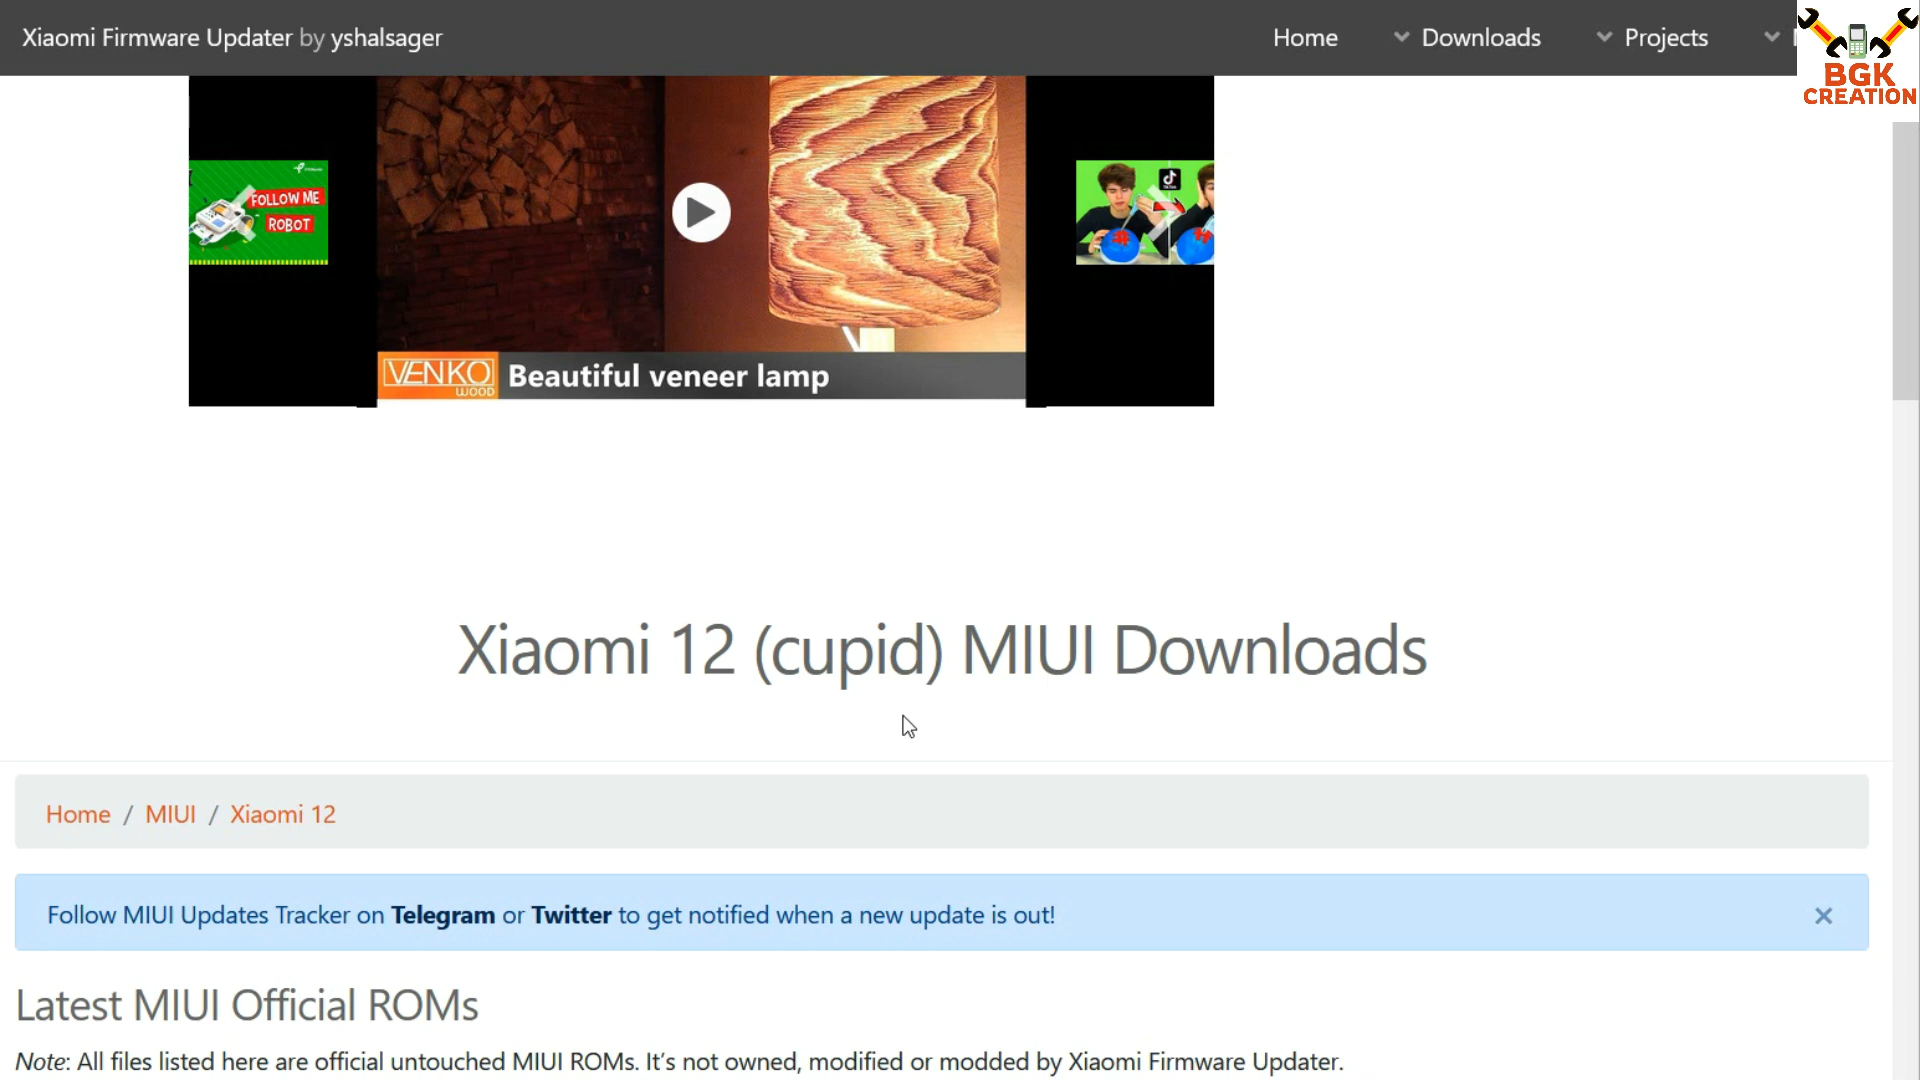 Xiaomi Firmware Updater by yshalsager
Home
Downloads
Projects
BGK
CREATION
FOLLOW ME
ROBOT
VENKO
WOOD
Beautiful veneer lamp
Xiaomi 12 (cupid) MIUI Downloads
Home / MIUI / Xiaomi 12
Follow MIUI Updates Tracker on Telegram or Twitter to get notified when a new update is out!
Latest MIUI Official ROMs
Note: All files listed here are official untouched MIUI ROMs. It's not owned, modified or modded by Xiaomi Firmware Updater.